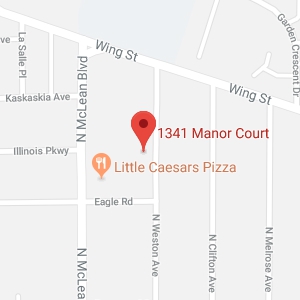 La Salle Pl
N McLean Blvd
Wing St
Garden Crescent Dr
Kaskaskia Ave
Wing St
1341 Manor Court
Illinois Pkwy
Little Caesars Pizza
Eagle Rd
N McLea
N Weston Ave
N Clifton Ave
N Melrose Ave